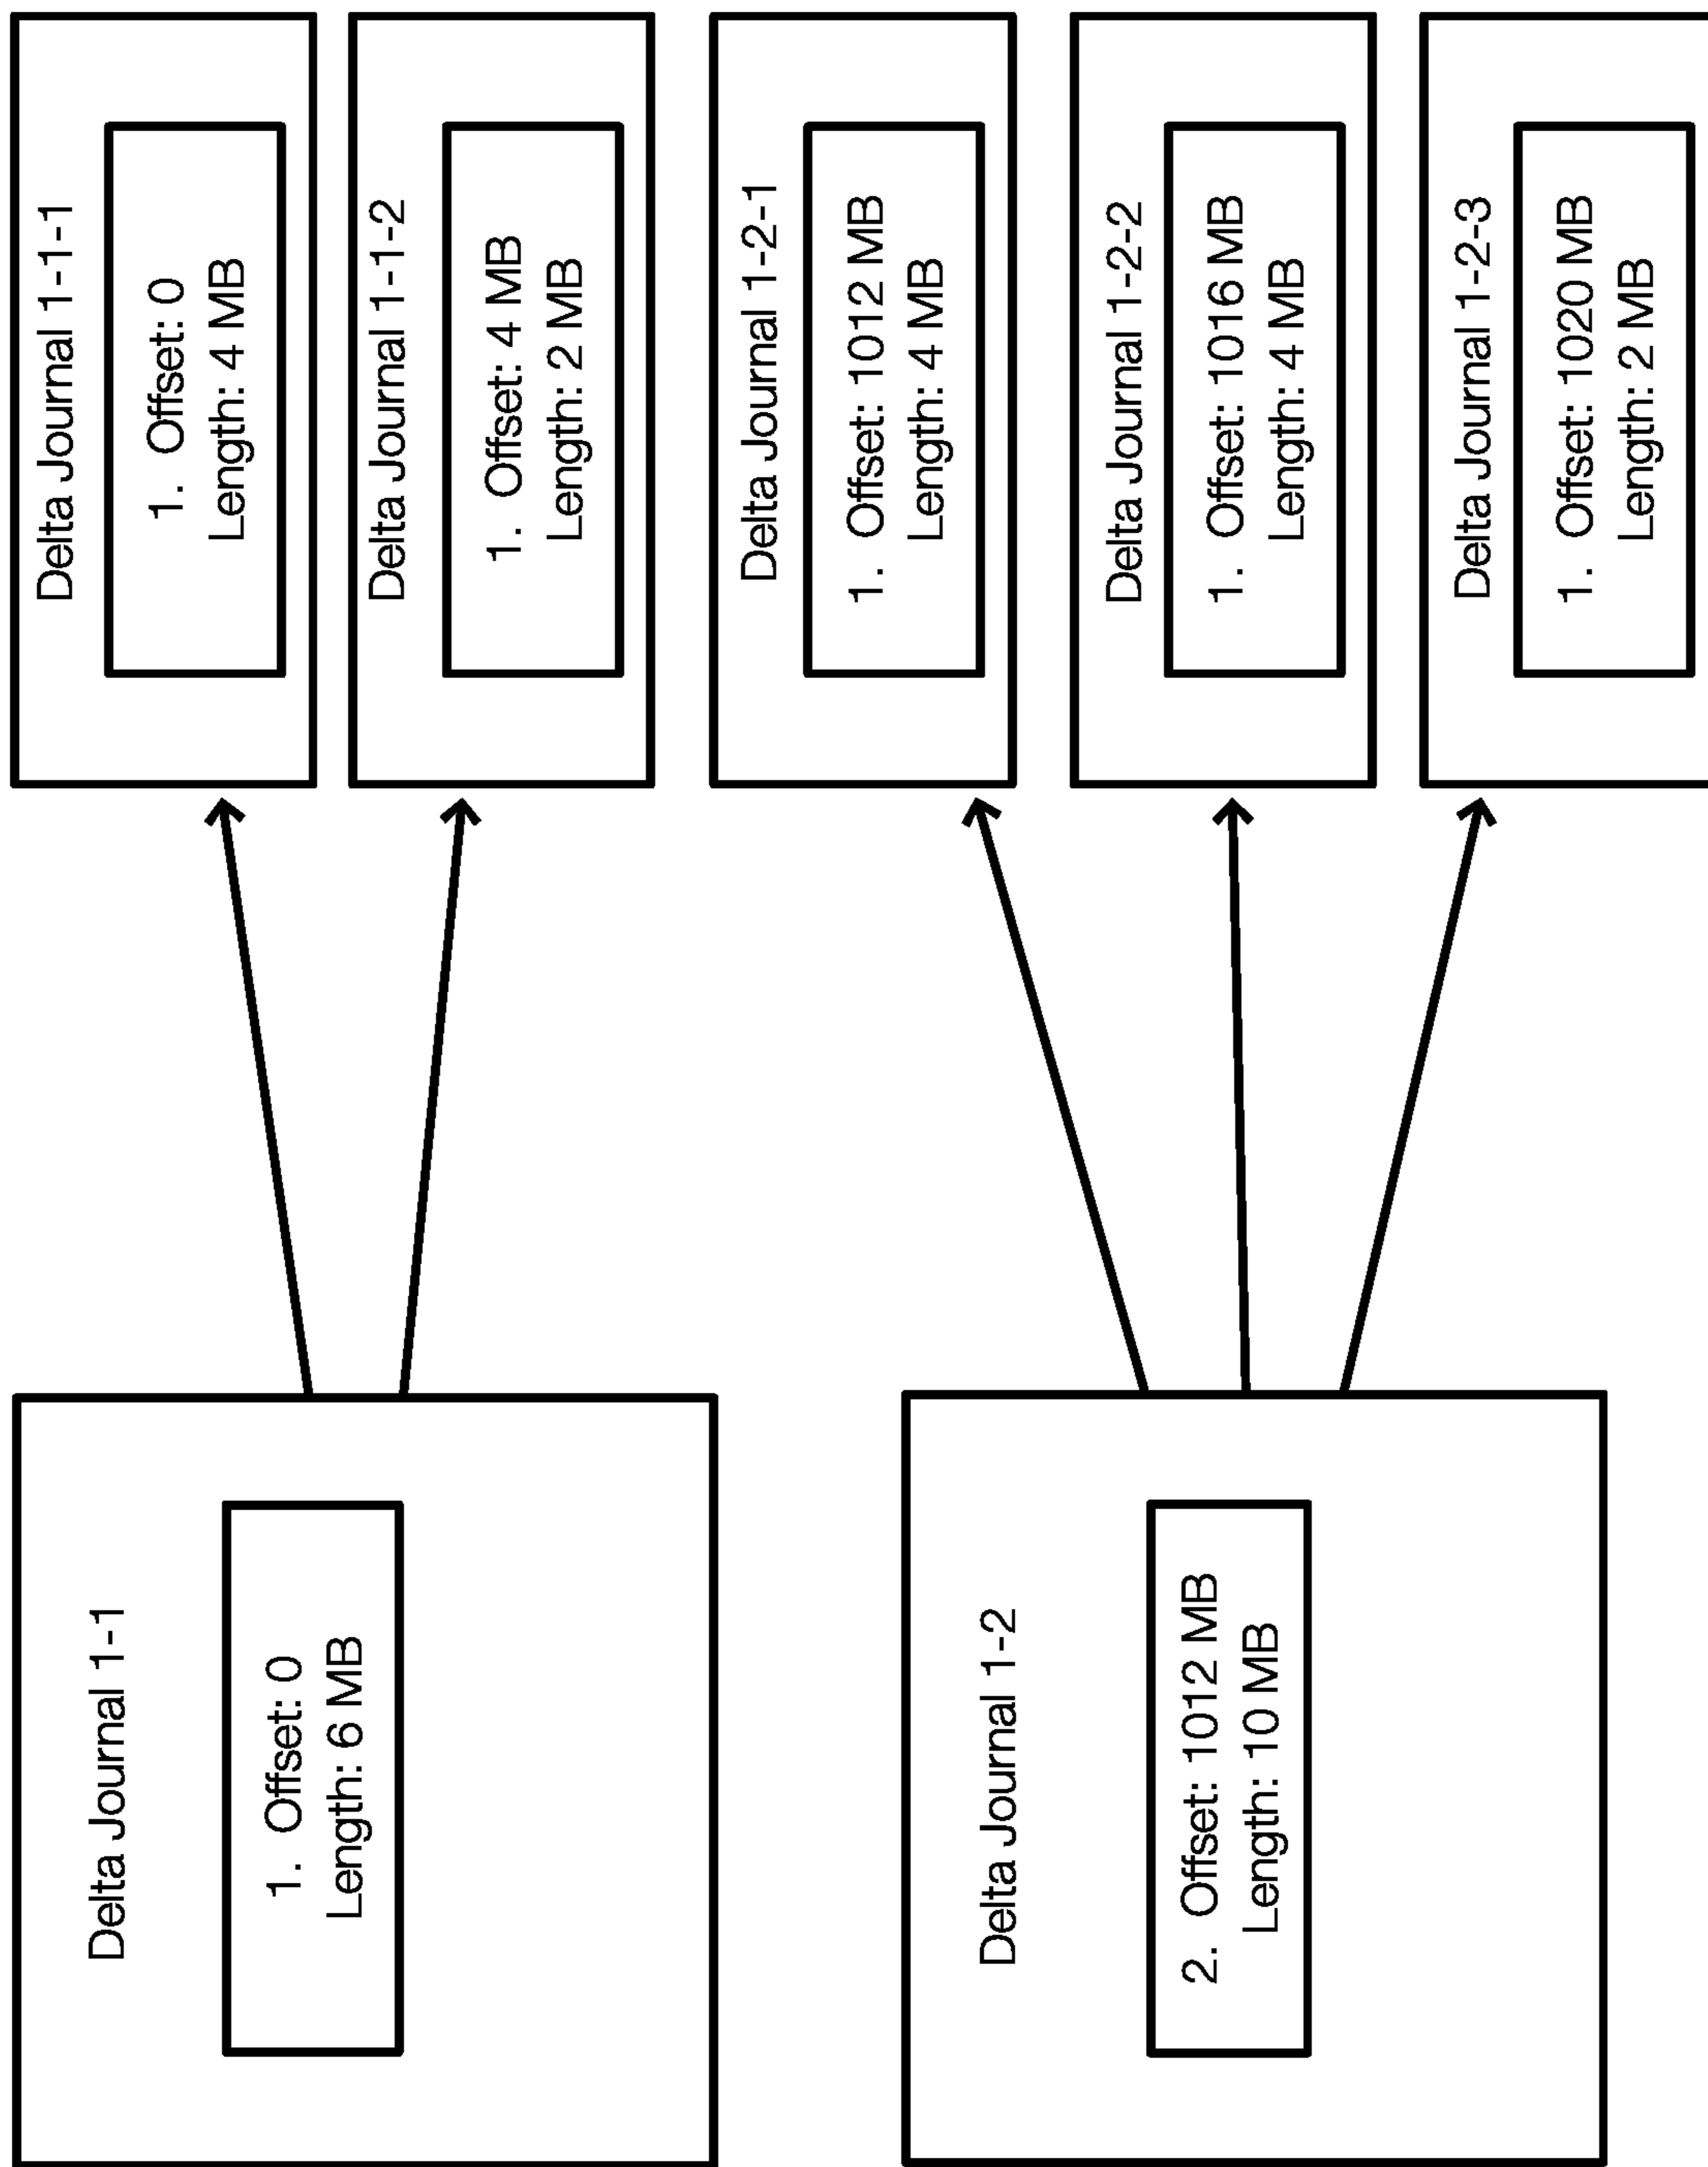 Delta Journal 1-1
1. Offset: 0
Length: 6 MB
Delta Journal 1-2
2. Offset: 1012 MB
Length: 10 MB
Delta Journal 1-1-1
1. Offset: 0
Length: 4 MB
Delta Journal 1-1-2
1. Offset: 4 MB
Length: 2 MB
Delta Journal 1-2-1
1. Offset: 1012 MB
Length: 4 MB
Delta Journal 1-2-2
1. Offset: 1016 MB
Length: 4 MB
Delta Journal 1-2-3
1. Offset: 1020 MB
Length: 2 MB